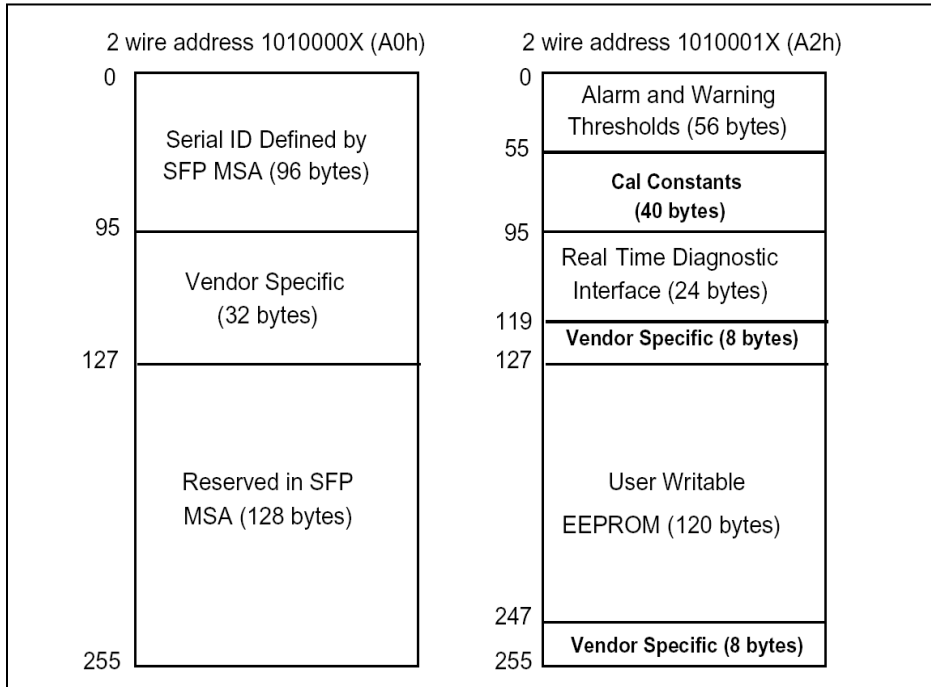 2 wire address 1010000X (A0h)
0
Serial ID Defined by
SFP MSA (96 bytes)
95
Vendor Specific
(32 bytes)
127
Reserved in SFP
MSA (128 bytes)
255
2 wire address 1010001X (A2h)
0
Alarm and Warning
Thresholds (56 bytes)
55
Cal Constants
(40 bytes)
95
Real Time Diagnostic
Interface (24 bytes)
119
Vendor Specific (8 bytes)
127
User Writable
EEPROM (120 bytes)
247
Vendor Specific (8 bytes)
255